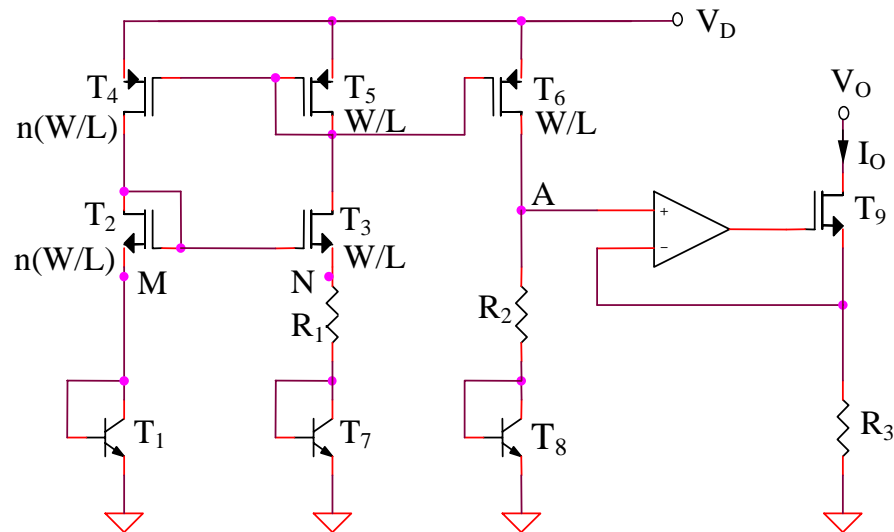 V_D
T_4
T_5
T_6
V_O
n(W/L)
W/L
W/L
I_O
T_2
T_3
A
+
T_9
n(W/L)
W/L
−
M
N
R_1
R_2
T_1
T_7
T_8
R_3